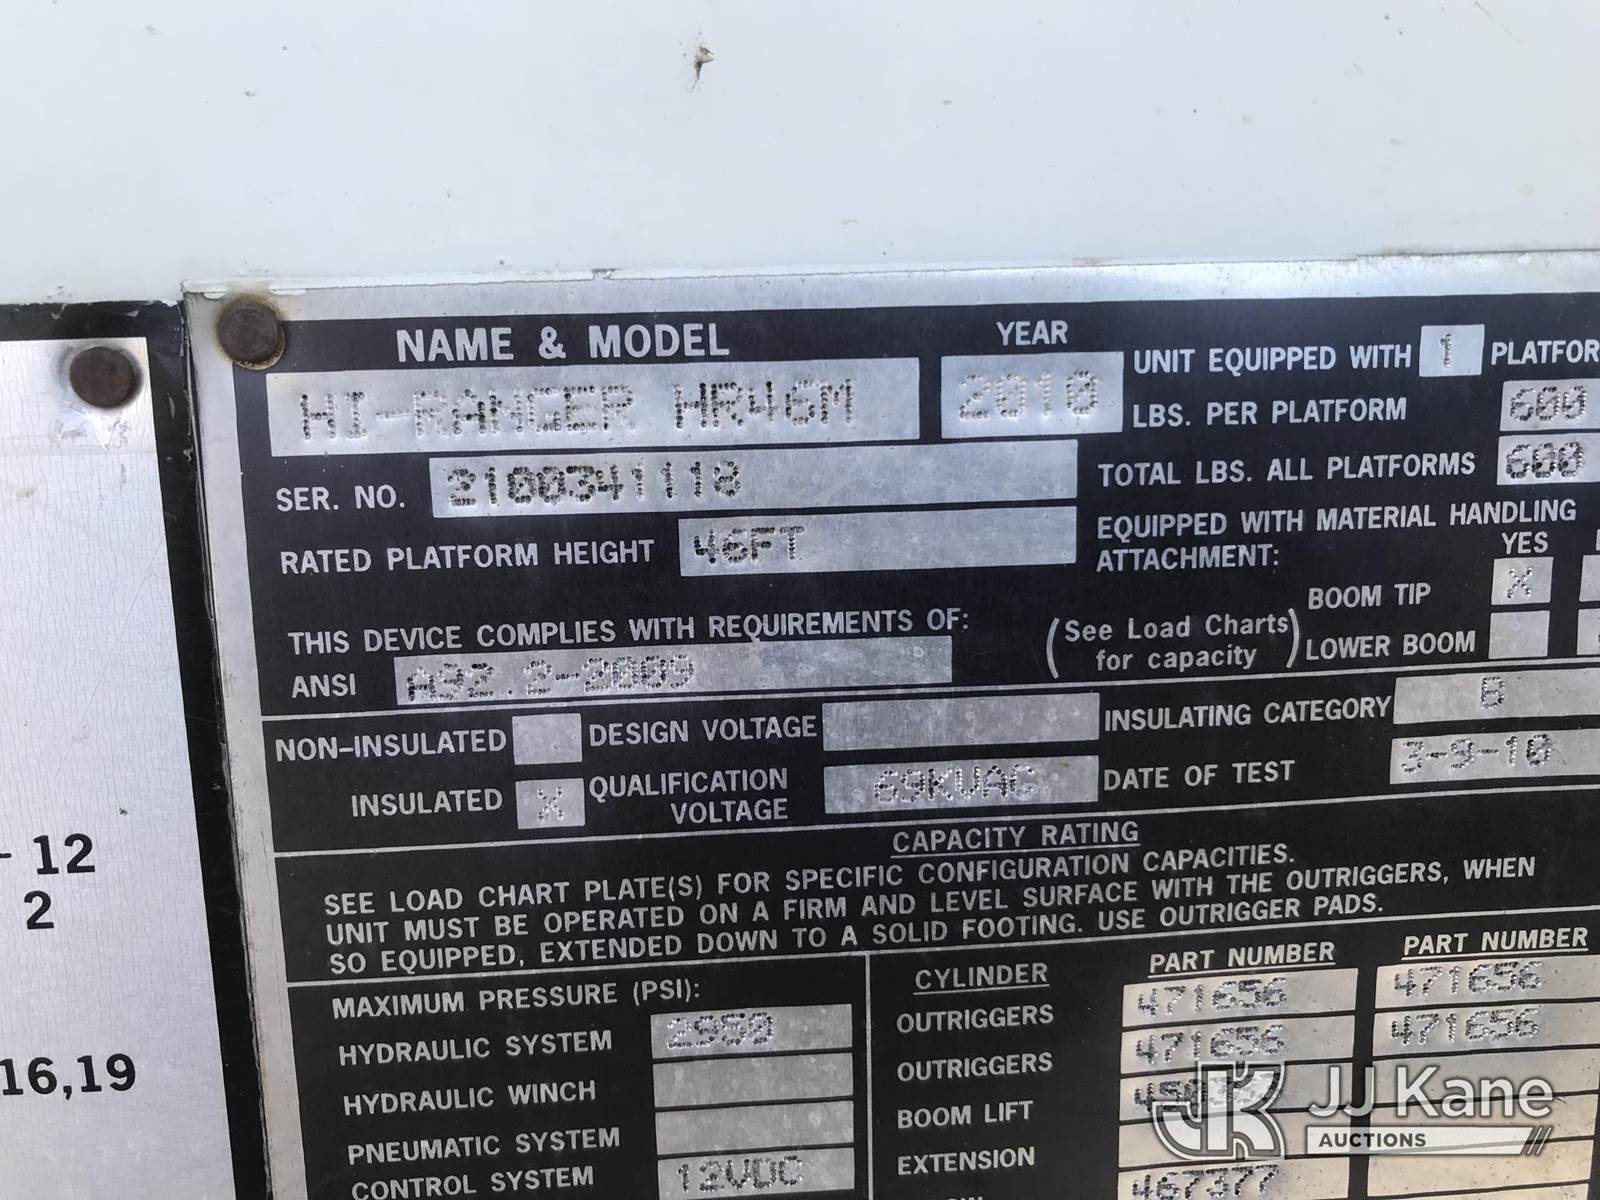 NAME & MODEL YEAR UNIT EQUIPPED WITH 1 PLATFOR
HI-RANGER HR46M 2010 LBS. PER PLATFORM 600
SER. NO. 2100341118 TOTAL LBS. ALL PLATFORMS 600
RATED PLATFORM HEIGHT 46FT EQUIPPED WITH MATERIAL HANDLING
ATTACHMENT: YES
BOOM TIP X
THIS DEVICE COMPLIES WITH REQUIREMENTS OF: (See Load Charts LOWER BOOM
ANSI A92.2-2009 for capacity)
NON-INSULATED DESIGN VOLTAGE INSULATING CATEGORY B
INSULATED X QUALIFICATION 69KVAC DATE OF TEST 3-9-10
VOLTAGE
CAPACITY RATING
SEE LOAD CHART PLATE(S) FOR SPECIFIC CONFIGURATION CAPACITIES.
UNIT MUST BE OPERATED ON A FIRM AND LEVEL SURFACE WITH THE OUTRIGGERS, WHEN
SO EQUIPPED, EXTENDED DOWN TO A SOLID FOOTING. USE OUTRIGGER PADS.
MAXIMUM PRESSURE (PSI): CYLINDER PART NUMBER PART NUMBER
HYDRAULIC SYSTEM 2950 OUTRIGGERS 471656 471656
HYDRAULIC WINCH OUTRIGGERS 471656 471656
PNEUMATIC SYSTEM BOOM LIFT
CONTROL SYSTEM 12VDC EXTENSION 467377
- 12
2
16,19
JJ Kane
AUCTIONS